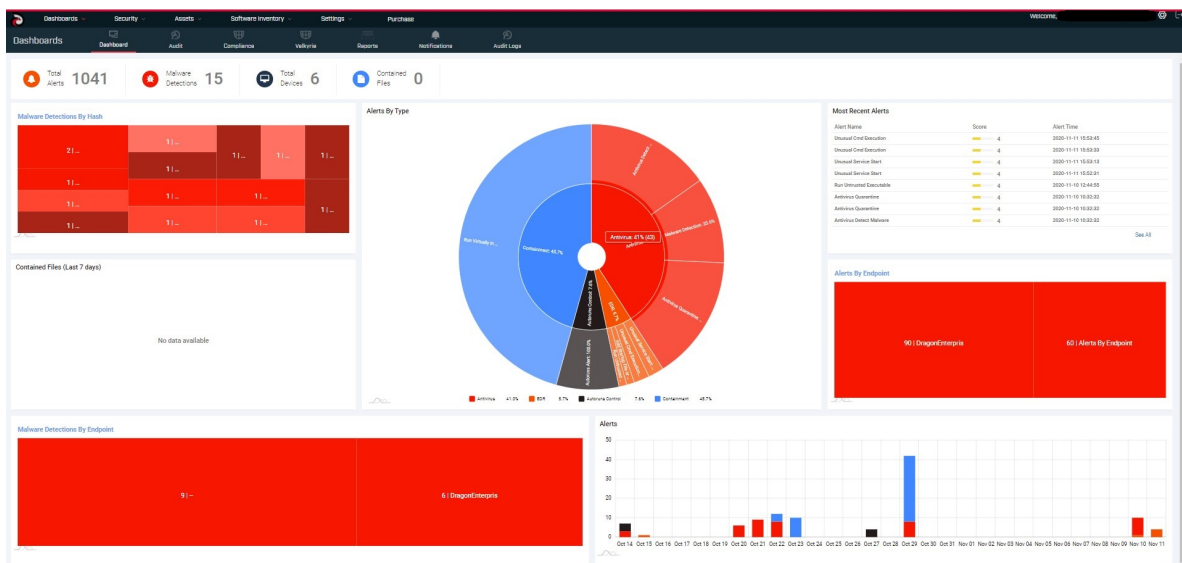 Dashboards Security Assets Software Inventory Settings Purchase Welcome,
Dashboards Dashboard Audit Compliance Valkyrie Reports Notifications Audit Logs
Total Alerts 1041
Malware Detections 15
Total Devices 6
Contained Files 0
Malware Detections By Hash
2 | ...
1 | ...
1 | ...
1 | ...
1 | ...
1 | ...
1 | ...
1 | ...
1 | ...
1 | ...
1 | ...
1 | ...
1 | ...
1 | ...
Contained Files (Last 7 days)
No data available
Alerts By Type
Antivirus Detect ...
Malware Detection:
Antivirus Quarantine ...
Antivirus: 41% (43)
Run Virtually in ...
Containment: 45.7%
Autoruns Control: 7.6%
Autoruns Alert: 100.0%
Antivirus 41.0% EDR 5.7% Autoruns Control 7.6% Containment 45.7%
Most Recent Alerts
Alert Name Score Alert Time
Unusual Cmd Execution 4 2020-11-11 15:53:45
Unusual Cmd Execution 4 2020-11-11 15:53:33
Unusual Service Start 4 2020-11-11 15:53:13
Unusual Service Start 4 2020-11-11 15:52:31
Run Untrusted Executable 4 2020-11-10 12:44:55
Antivirus Quarantine 4 2020-11-10 10:32:32
Antivirus Quarantine 4 2020-11-10 10:32:32
Antivirus Detect Malware 4 2020-11-10 10:32:32
See All
Alerts By Endpoint
90 | DragonEnterpris
60 | Alerts By Endpoint
Malware Detections By Endpoint
9 | --
6 | DragonEnterpris
Alerts
50
40
30
20
10
0
Oct 14 Oct 15 Oct 16 Oct 17 Oct 18 Oct 19 Oct 20 Oct 21 Oct 22 Oct 23 Oct 24 Oct 25 Oct 26 Oct 27 Oct 28 Oct 29 Oct 30 Oct 31 Nov 01 Nov 02 Nov 03 Nov 04 Nov 05 Nov 06 Nov 07 Nov 08 Nov 09 Nov 10 Nov 11